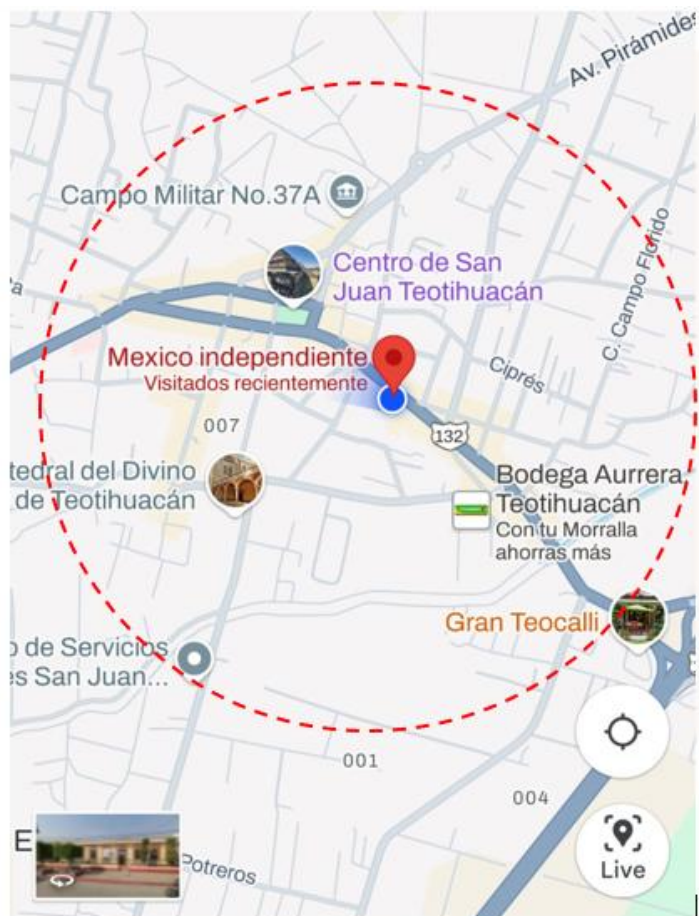 Av. Pirámides
Campo Militar No.37A
Centro de San
Juan Teotihuacán
C. Campo Florido
Mexico independiente
Visitados recientemente
Ciprés
007
132
tedral del Divino
de Teotihuacán
Bodega Aurrera
Teotihuacán
Con tu Morralla
ahorras más
Gran Teocalli
o de Servicios
es San Juan...
001
004
E
Potreros
Live